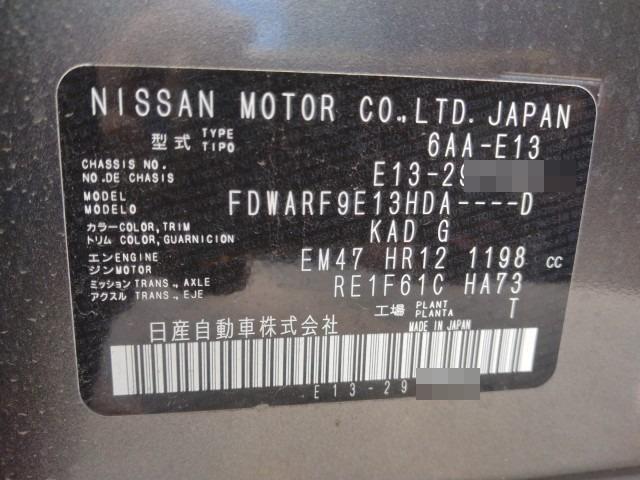 NISSAN MOTOR CO.,LTD. JAPAN
型式 TYPE TIPO 6AA-E13
CHASSIS NO. NO.DE CHASIS E13-29
MODEL MODELO FDWARF9E13HDA----D
カラー COLOR, TRIM トリム COLOR, GUARNICION KAD G
エンジン ENGINE MOTOR EM47 HR12 1198 CC
ミッション アクスル TRANS., AXLE TRANS., EJE RE1F61C HA73
工場 PLANT PLANTA T
日産自動車株式会社 MADE IN JAPAN
E13-29